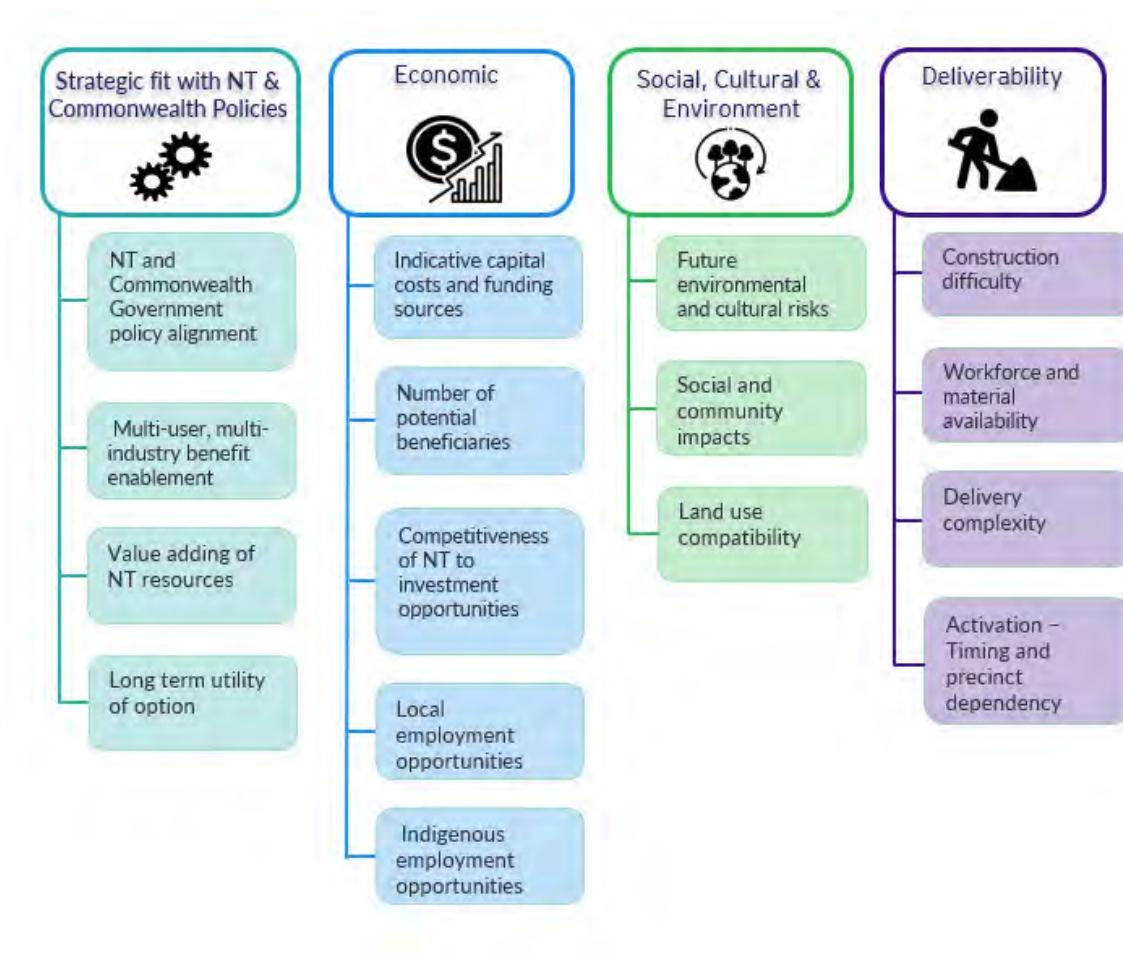 Strategic fit with NT &
Commonwealth Policies
NT and
Commonwealth
Government
policy alignment
Multi-user, multi-
industry benefit
enablement
Value adding of
NT resources
Long term utility
of option
Economic
$
Indicative capital
costs and funding
sources
Number of
potential
beneficiaries
Competitiveness
of NT to
investment
opportunities
Local
employment
opportunities
Indigenous
employment
opportunities
Social, Cultural &
Environment
Future
environmental
and cultural risks
Social and
community
impacts
Land use
compatibility
Deliverability
Construction
difficulty
Workforce and
material
availability
Delivery
complexity
Activation –
Timing and
precinct
dependency